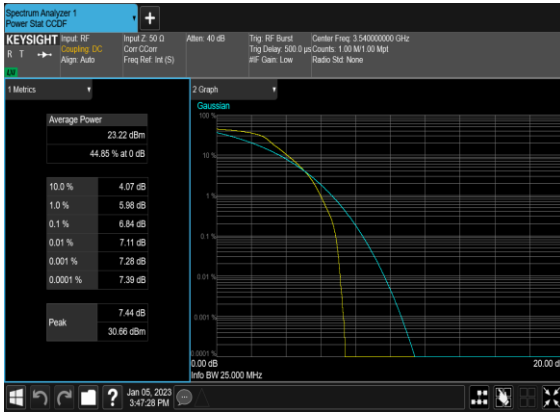 Spectrum Analyzer 1
Power Stat CCDF
+
KEYSIGHT
R T
LV
Input: RF
Coupling: DC
Align: Auto
Input Z: 50 Ω
Corr CCorr
Freq Ref: Int (S)
Atten: 40 dB
Trig: RF Burst
Trig Delay: 500.0 µs
#IF Gain: Low
Center Freq: 3.540000000 GHz
Counts: 1.00 M/1.00 Mpt
Radio Std: None
1 Metrics
Average Power
23.22 dBm
44.85 % at 0 dB
10.0 % 4.07 dB
1.0 % 5.98 dB
0.1 % 6.84 dB
0.01 % 7.11 dB
0.001 % 7.28 dB
0.0001 % 7.39 dB
Peak
7.44 dB
30.66 dBm
2 Graph
Gaussian
100 %
10 %
1 %
0.1 %
0.01 %
0.001 %
0.0001 %
0.00 dB
20.00 d
Info BW 25.000 MHz
?
Jan 05, 2023
3:47:28 PM